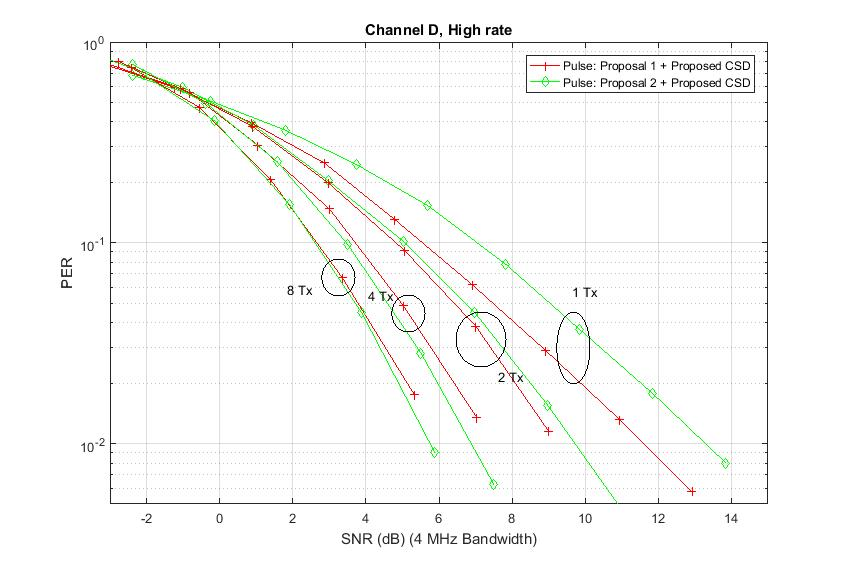 Channel D, High rate
Pulse: Proposal 1 + Proposed CSD
Pulse: Proposal 2 + Proposed CSD
10^0
10^-1
10^-2
PER
8 Tx
4 Tx
2 Tx
1 Tx
-2 0 2 4 6 8 10 12 14
SNR (dB) (4 MHz Bandwidth)